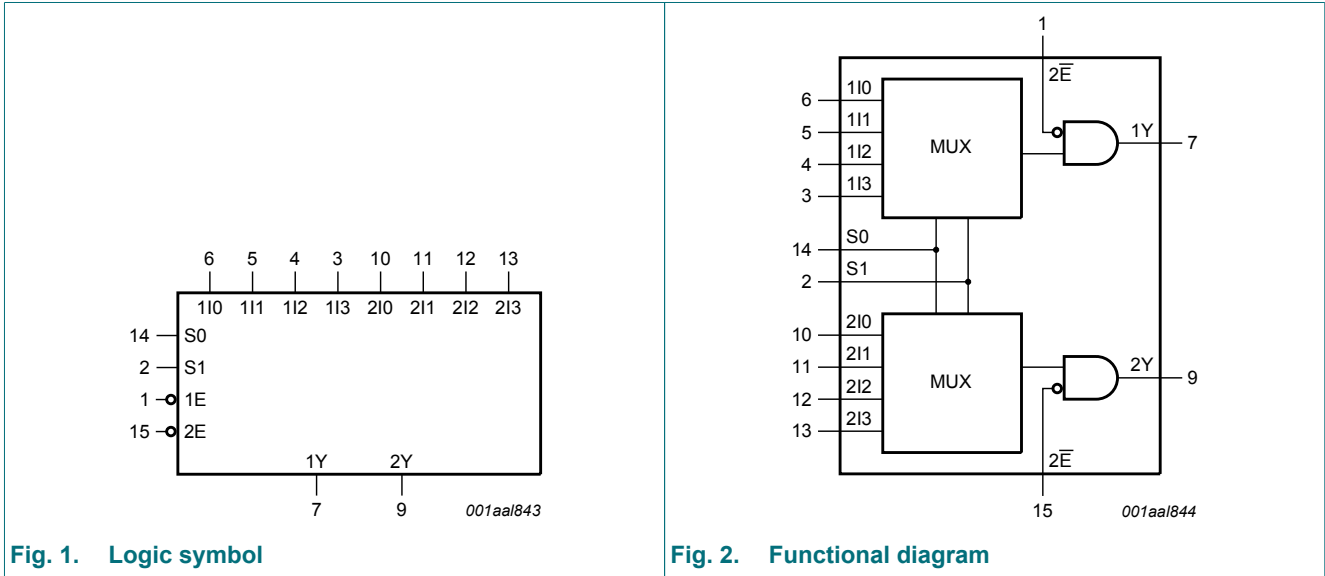 6 5 4 3 10 11 12 13
1I0 1I1 1I2 1I3 2I0 2I1 2I2 2I3
14 S0
2 S1
1 1E
15 2E
1Y 2Y
7 9 001aal843
Fig. 1. Logic symbol
1
2E̅
6 1I0
5 1I1
4 1I2
3 1I3
MUX
1Y 7
14 S0
2 S1
10 2I0
11 2I1
12 2I2
13 2I3
MUX
2Y 9
2E̅
15 001aal844
Fig. 2. Functional diagram